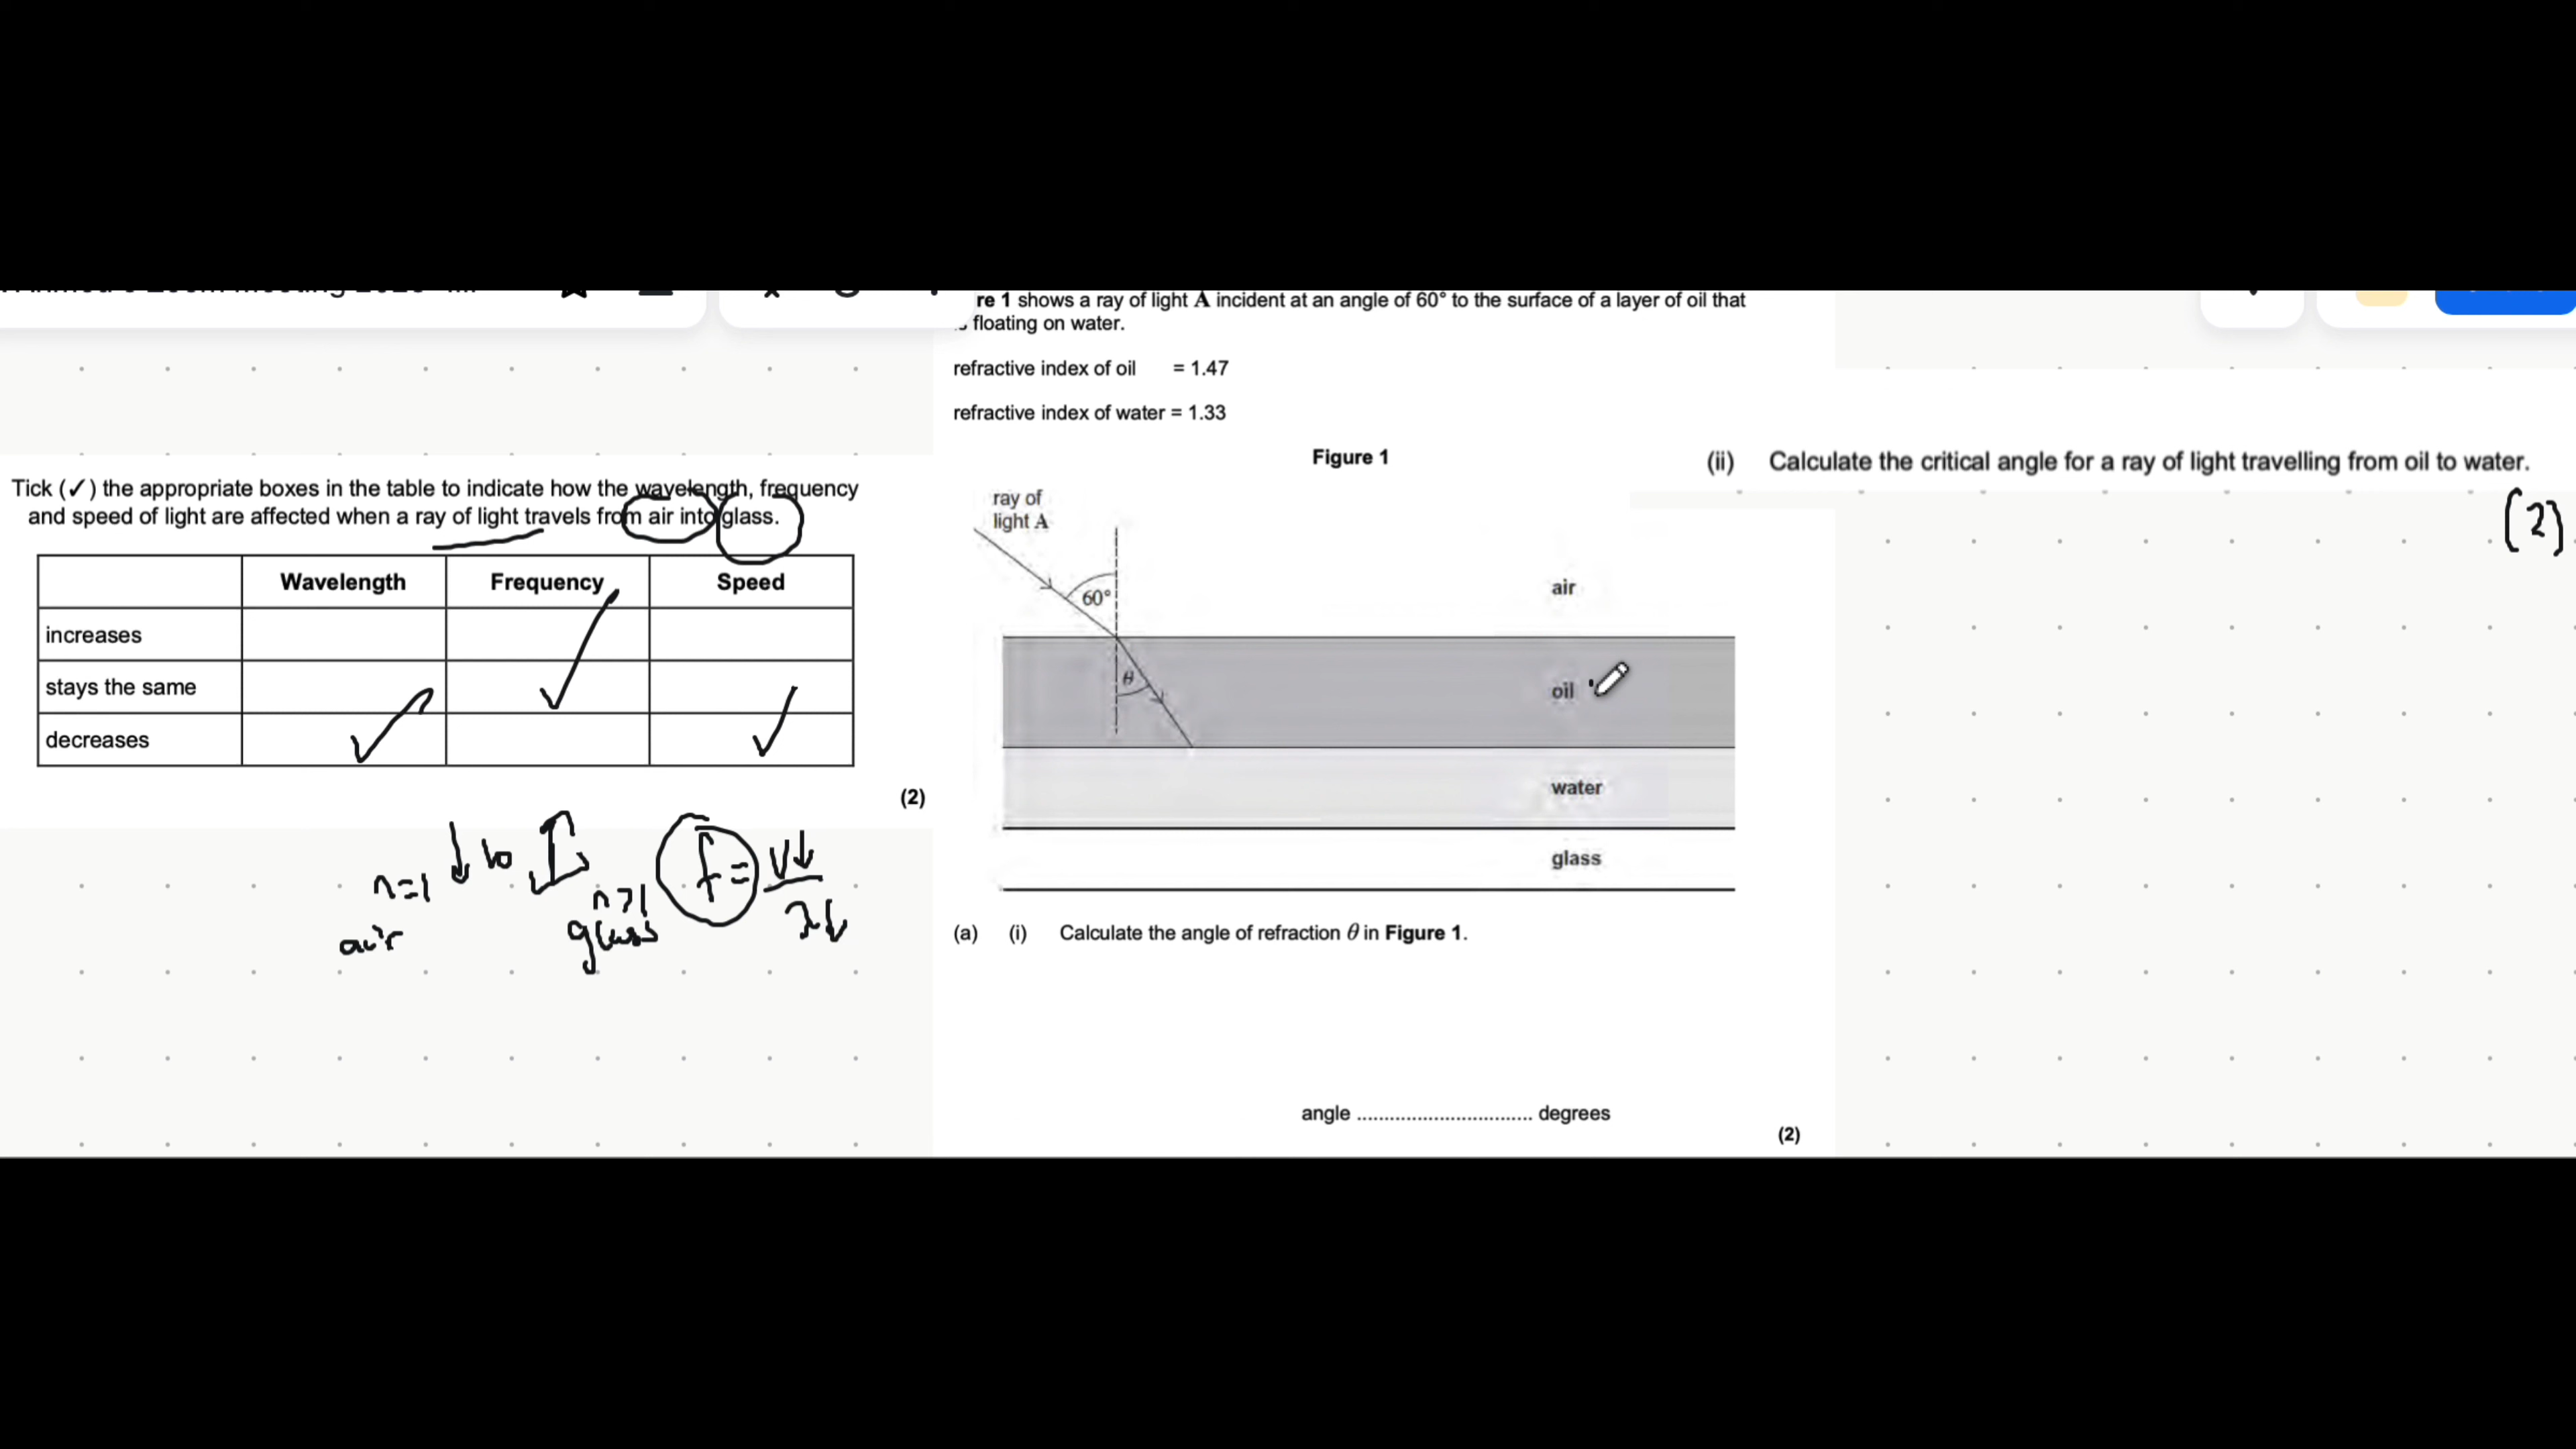 re 1 shows a ray of light A incident at an angle of 60° to the surface of a layer of oil that
floating on water.
refractive index of oil = 1.47
refractive index of water = 1.33
Figure 1
ray of
light A
60°
θ
air
oil
water
glass
(a) (i) Calculate the angle of refraction θ in Figure 1.
angle ............................. degrees
(2)
Tick (✓) the appropriate boxes in the table to indicate how the wavelength, frequency
and speed of light are affected when a ray of light travels from air into glass.
Wavelength Frequency Speed
increases
stays the same ✓
decreases ✓ ✓
(2)
↓ to
n=1
air
n>1
glass
f = v↓
λ↓
(ii) Calculate the critical angle for a ray of light travelling from oil to water.
(2)